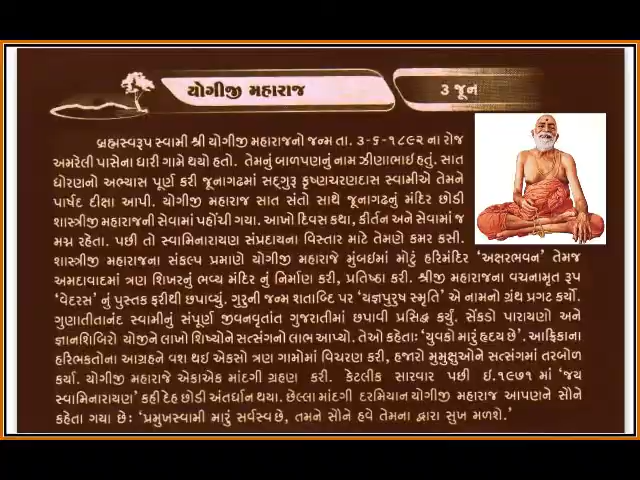 યોગીજી મહારાજ
૩ જૂન
બ્રહ્મસ્વરૂપ સ્વામી શ્રી યોગીજી મહારાજનો જન્મ તા. ૩-૬-૧૮૯૨ ના રોજ
અમરેલી પાસેના ધારી ગામે થયો હતો. તેમનું બાળપણનું નામ ઝીણાભાઈ હતું. સાત
ધોરણનો અભ્યાસ પૂર્ણ કરી જૂનાગઢમાં સદ્‌ગુરુ કૃષ્ણચરણદાસ સ્વામીએ તેમને
પાર્ષદ દીક્ષા આપી. યોગીજી મહારાજ સાત સંતો સાથે જૂનાગઢનું મંદિર છોડી
શાસ્ત્રીજી મહારાજની સેવામાં પહોંચી ગયા. આખો દિવસ કથા, કીર્તન અને સેવામાં જ
મગ્ન રહેતા. પછી તો સ્વામિનારાયણ સંપ્રદાયના વિસ્તાર માટે તેમણે કમર કસી.
શાસ્ત્રીજી મહારાજના સંકલ્પ પ્રમાણે યોગીજી મહારાજે મુંબઈમાં મોટું હરિમંદિર ‘અક્ષરભવન’ તેમજ
અમદાવાદમાં ત્રણ શિખરનું ભવ્ય મંદિર નું નિર્માણ કરી, પ્રતિષ્ઠા કરી. શ્રીજી મહારાજના વચનામૃત રૂપ
‘વેદરસ’ નું પુસ્તક ફરીથી છપાવ્યું. ગુરુની જન્મ શતાબ્દિ પર ‘યજ્ઞપુરુષ સ્મૃતિ’ એ નામનો ગ્રંથ પ્રગટ કર્યો.
ગુણાતીતાનંદ સ્વામીનું સંપૂર્ણ જીવનવૃતાંત ગુજરાતીમાં છપાવી પ્રસિદ્ધ કર્યું. સેંકડો પારાયણો અને
જ્ઞાનશિબિરો યોજીને લાખો શિષ્યોને સત્સંગનો લાભ આપ્યો. તેઓ કહેતા: ‘યુવકો મારું હૃદય છે’. આફ્રિકાના
હરિભક્તોના આગ્રહને વશ થઈ એકસો ત્રણ ગામોમાં વિચરણ કરી, હજારો મુમુક્ષુઓને સત્સંગમાં તરબોળ
કર્યા. યોગીજી મહારાજે એકાએક માંદગી ગ્રહણ કરી. કેટલીક સારવાર પછી ઈ.૧૯૭૧ માં ‘જય
સ્વામિનારાયણ’ કહી દેહ છોડી અંતર્ધાન થયા. છેલ્લા માંદગી દરમિયાન યોગીજી મહારાજ આપણને સૌને
કહેતા ગયા છે: ‘પ્રમુખસ્વામી મારું સર્વસ્વ છે, તમને સૌને હવે તેમના દ્વારા સુખ મળશે.’